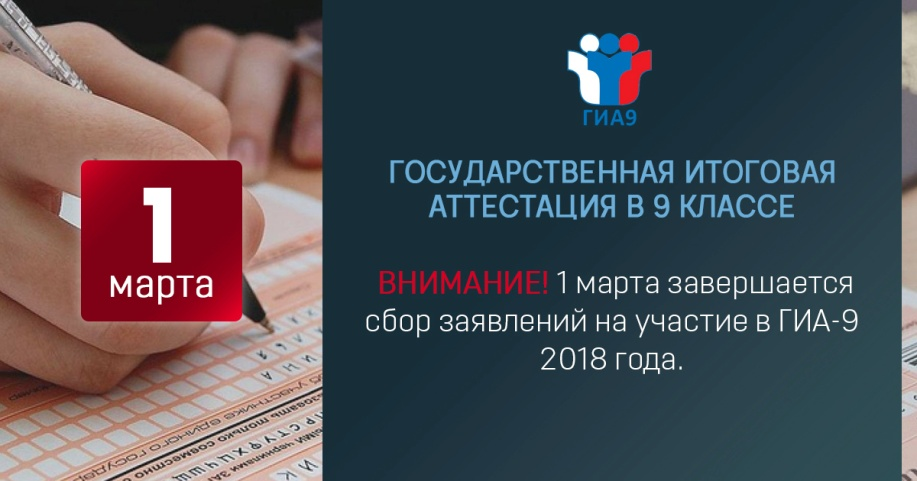 1
марта
ГИА9
ГОСУДАРСТВЕННАЯ ИТОГОВАЯ
АТТЕСТАЦИЯ В 9 КЛАССЕ
ВНИМАНИЕ! 1 марта завершается
сбор заявлений на участие в ГИА-9
2018 года.